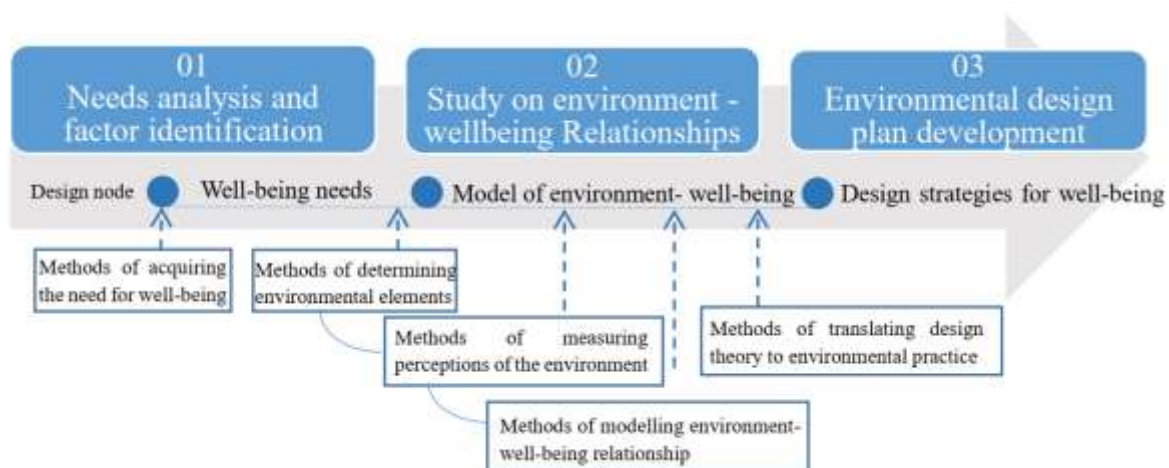 01
Needs analysis and
factor identification
02
Study on environment -
wellbeing Relationships
03
Environmental design
plan development
Design node
Well-being needs
Model of environment- well-being
Design strategies for well-being
Methods of acquiring
the need for well-being
Methods of determining
environmental elements
Methods of measuring
perceptions of the environment
Methods of translating design
theory to environmental practice
Methods of modelling environment-
well-being relationship